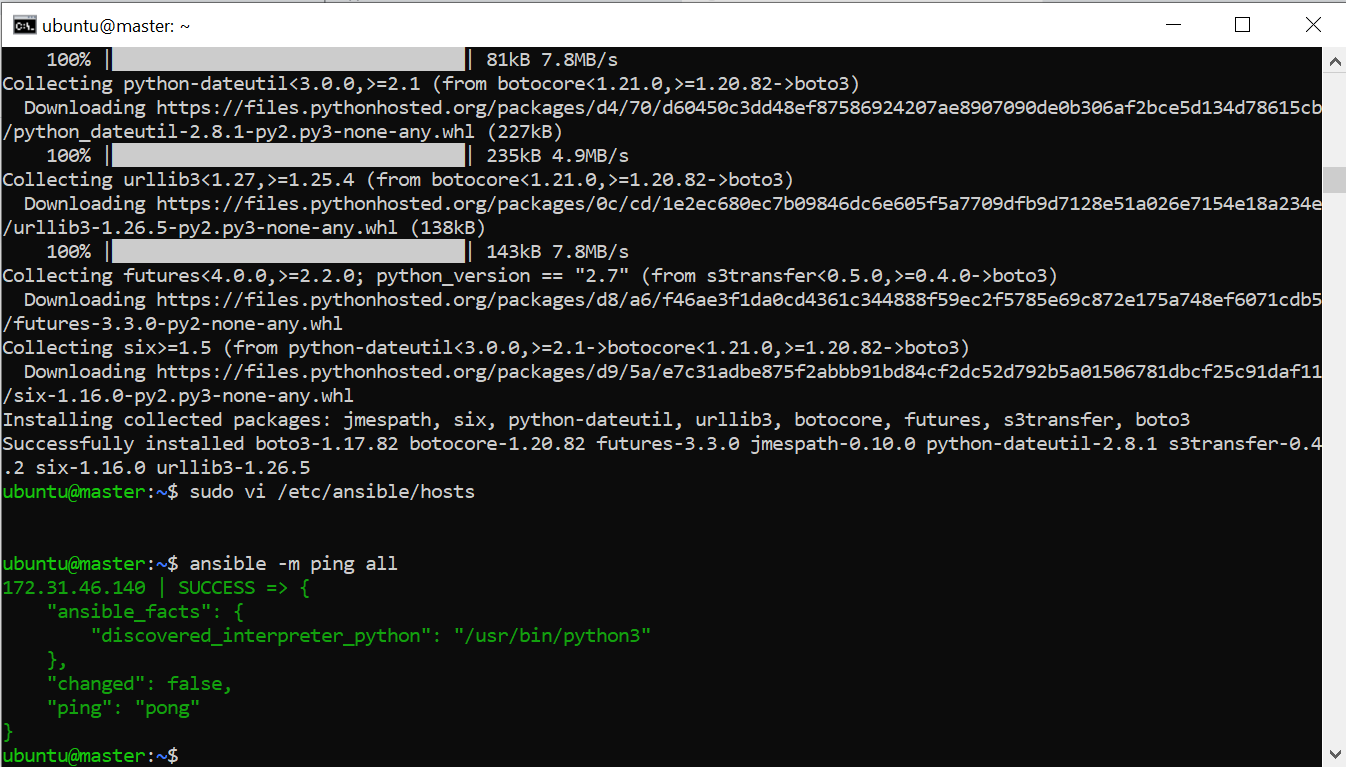 ubuntu@master: ~
100% | | 81kB 7.8MB/s
Collecting python-dateutil<3.0.0,>=2.1 (from botocore<1.21.0,>=1.20.82->boto3)
Downloading https://files.pythonhosted.org/packages/d4/70/d60450c3dd48ef87586924207ae8907090de0b306af2bce5d134d78615cb
/python_dateutil-2.8.1-py2.py3-none-any.whl (227kB)
100% | | 235kB 4.9MB/s
Collecting urllib3<1.27,>=1.25.4 (from botocore<1.21.0,>=1.20.82->boto3)
Downloading https://files.pythonhosted.org/packages/0c/cd/1e2ec680ec7b09846dc6e605f5a7709dfb9d7128e51a026e7154e18a234e
/urllib3-1.26.5-py2.py3-none-any.whl (138kB)
100% | | 143kB 7.8MB/s
Collecting futures<4.0.0,>=2.2.0; python_version == "2.7" (from s3transfer<0.5.0,>=0.4.0->boto3)
Downloading https://files.pythonhosted.org/packages/d8/a6/f46ae3f1da0cd4361c344888f59ec2f5785e69c872e175a748ef6071cdb5
/futures-3.3.0-py2-none-any.whl
Collecting six>=1.5 (from python-dateutil<3.0.0,>=2.1->botocore<1.21.0,>=1.20.82->boto3)
Downloading https://files.pythonhosted.org/packages/d9/5a/e7c31adbe875f2abbb91bd84cf2dc52d792b5a01506781dbcf25c91daf11
/six-1.16.0-py2.py3-none-any.whl
Installing collected packages: jmespath, six, python-dateutil, urllib3, botocore, futures, s3transfer, boto3
Successfully installed boto3-1.17.82 botocore-1.20.82 futures-3.3.0 jmespath-0.10.0 python-dateutil-2.8.1 s3transfer-0.4
.2 six-1.16.0 urllib3-1.26.5
ubuntu@master:~$ sudo vi /etc/ansible/hosts
ubuntu@master:~$ ansible -m ping all
172.31.46.140 | SUCCESS => {
"ansible_facts": {
"discovered_interpreter_python": "/usr/bin/python3"
},
"changed": false,
"ping": "pong"
}
ubuntu@master:~$